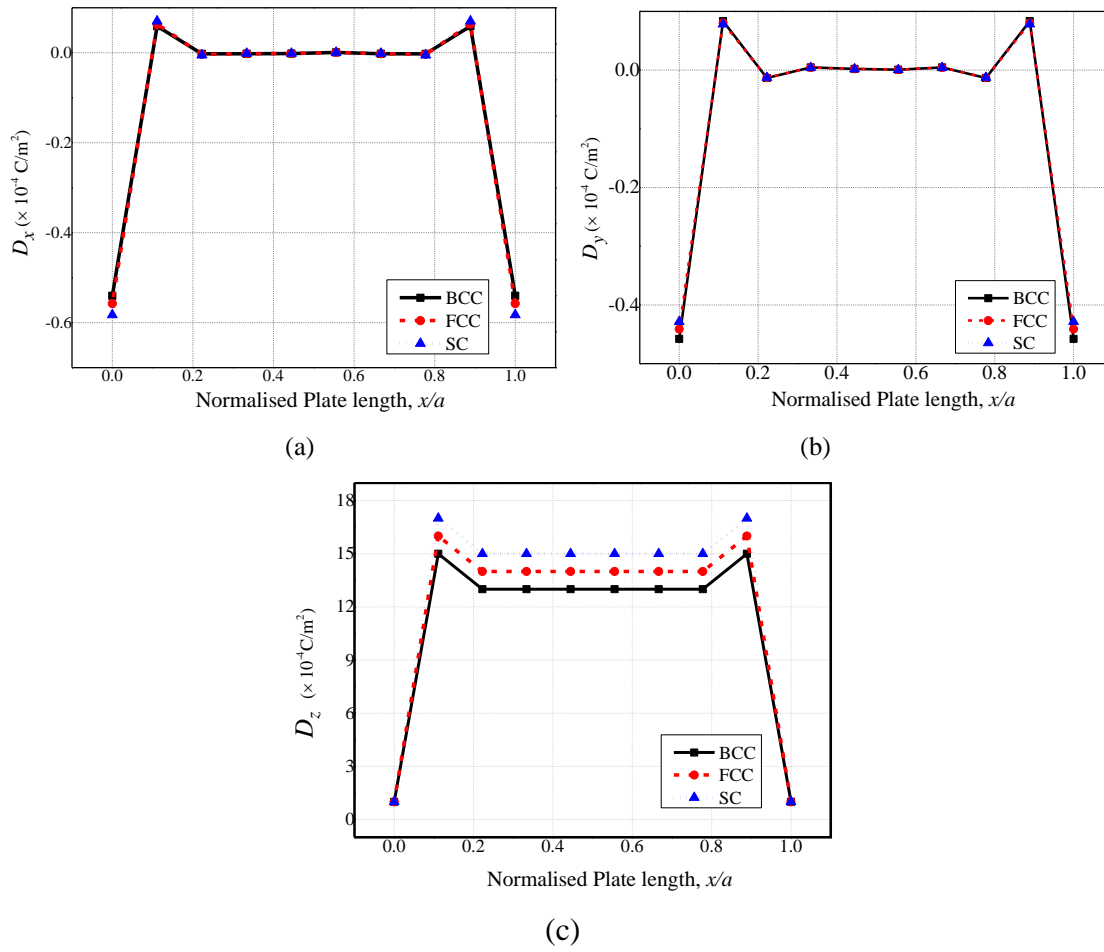 (a)
0.0
-0.2
-0.4
-0.6
D_x (× 10⁻⁴ C/m²)
BCC
FCC
SC
0.0 0.2 0.4 0.6 0.8 1.0
Normalised Plate length, x/a
(a)
(b)
0.0
-0.2
-0.4
D_y (× 10⁻⁴ C/m²)
BCC
FCC
SC
0.0 0.2 0.4 0.6 0.8 1.0
Normalised Plate length, x/a
(b)
18
15
12
9
6
3
0
D_z (× 10⁻⁴C/m²)
BCC
FCC
SC
0.0 0.2 0.4 0.6 0.8 1.0
Normalised Plate length, x/a
(c)